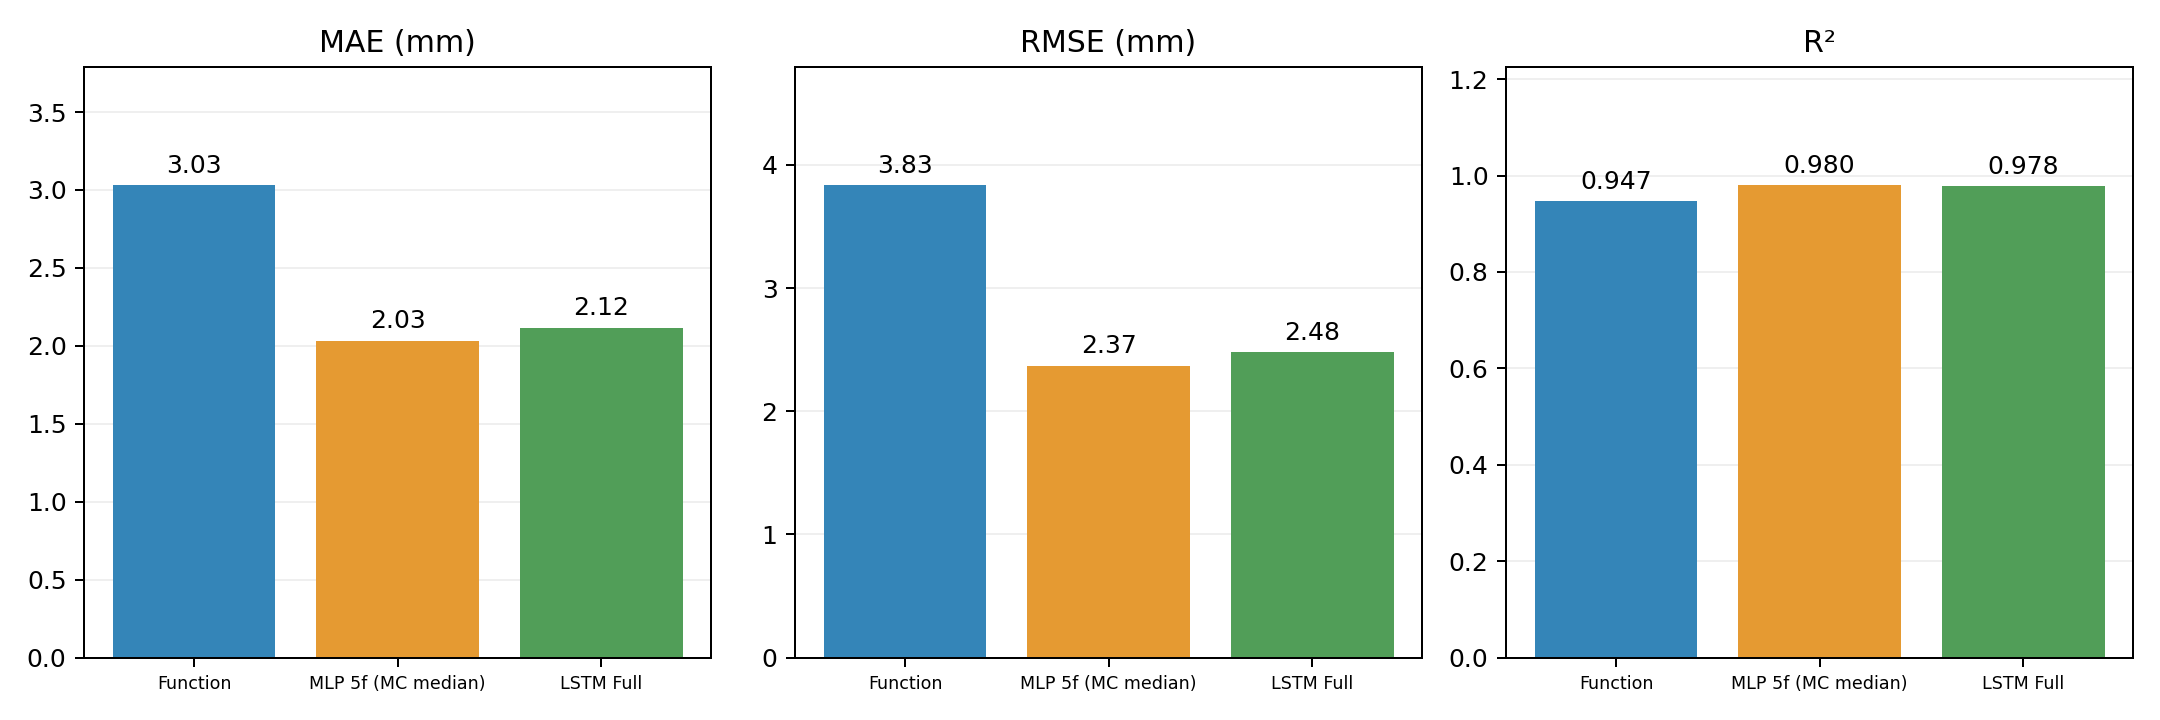 MAE (mm)
3.5
3.0
2.5
2.0
1.5
1.0
0.5
0.0
3.03
2.03
2.12
Function
MLP 5f (MC median)
LSTM Full
RMSE (mm)
4
3
2
1
0
3.83
2.37
2.48
Function
MLP 5f (MC median)
LSTM Full
R²
1.2
1.0
0.8
0.6
0.4
0.2
0.0
0.947
0.980
0.978
Function
MLP 5f (MC median)
LSTM Full